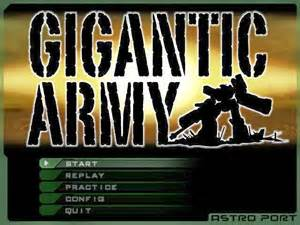 GIGANTIC
ARMY
START
REPLAY
PRACTICE
CONFIG
QUIT
ASTRO PORT